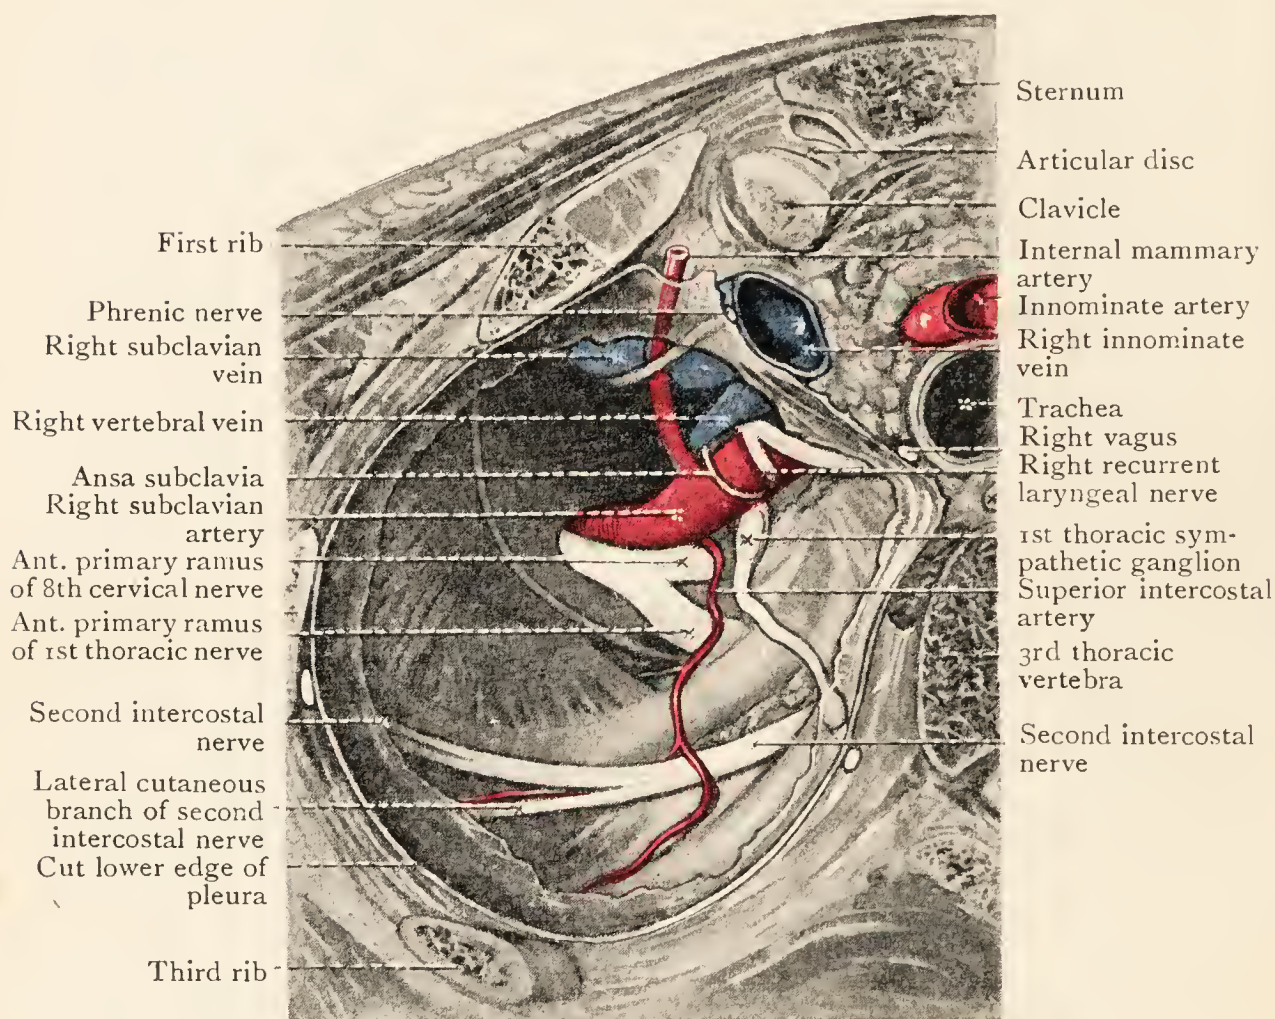 First rib
Phrenic nerve
Right subclavian
vein
Right vertebral vein
Ansa subclavia
Right subclavian
artery
Ant. primary ramus
of 8th cervical nerve
Ant. primary ramus
of 1st thoracic nerve
Second intercostal
nerve
Lateral cutaneous
branch of second
intercostal nerve
Cut lower edge of
pleura
Third rib
Sternum
Articular disc
Clavicle
Internal mammary
artery
Innominate artery
Right innominate
vein
Trachea
Right vagus
Right recurrent
laryngeal nerve
1st thoracic sym-
pathetic ganglion
Superior intercostal
artery
3rd thoracic
vertebra
Second intercostal
nerve